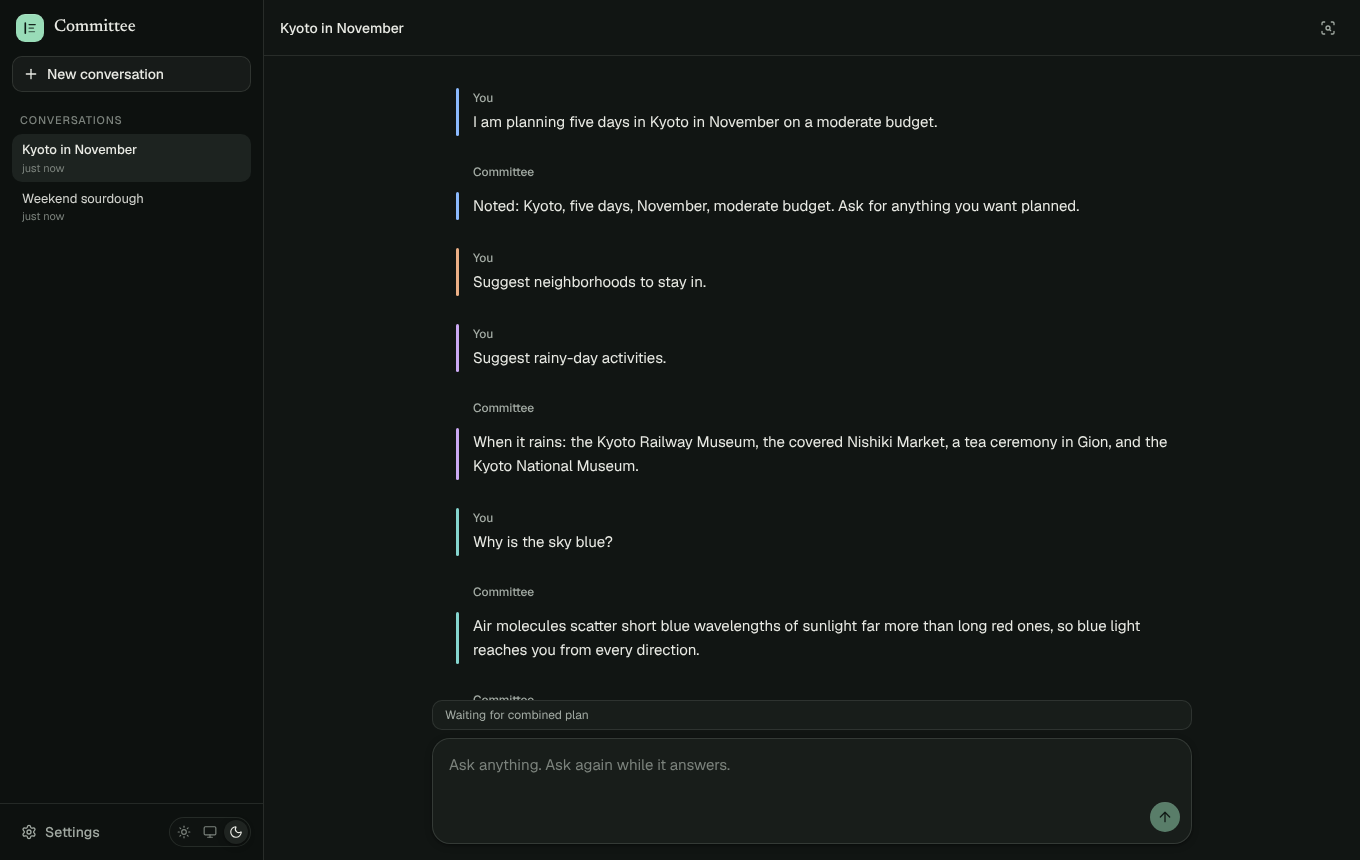 Committee
New conversation
CONVERSATIONS
Kyoto in November
just now
Weekend sourdough
just now
Settings
Kyoto in November
You
I am planning five days in Kyoto in November on a moderate budget.
Committee
Noted: Kyoto, five days, November, moderate budget. Ask for anything you want planned.
You
Suggest neighborhoods to stay in.
You
Suggest rainy-day activities.
Committee
When it rains: the Kyoto Railway Museum, the covered Nishiki Market, a tea ceremony in Gion, and the
Kyoto National Museum.
You
Why is the sky blue?
Committee
Air molecules scatter short blue wavelengths of sunlight far more than long red ones, so blue light
reaches you from every direction.
Committee
Waiting for combined plan
Ask anything. Ask again while it answers.